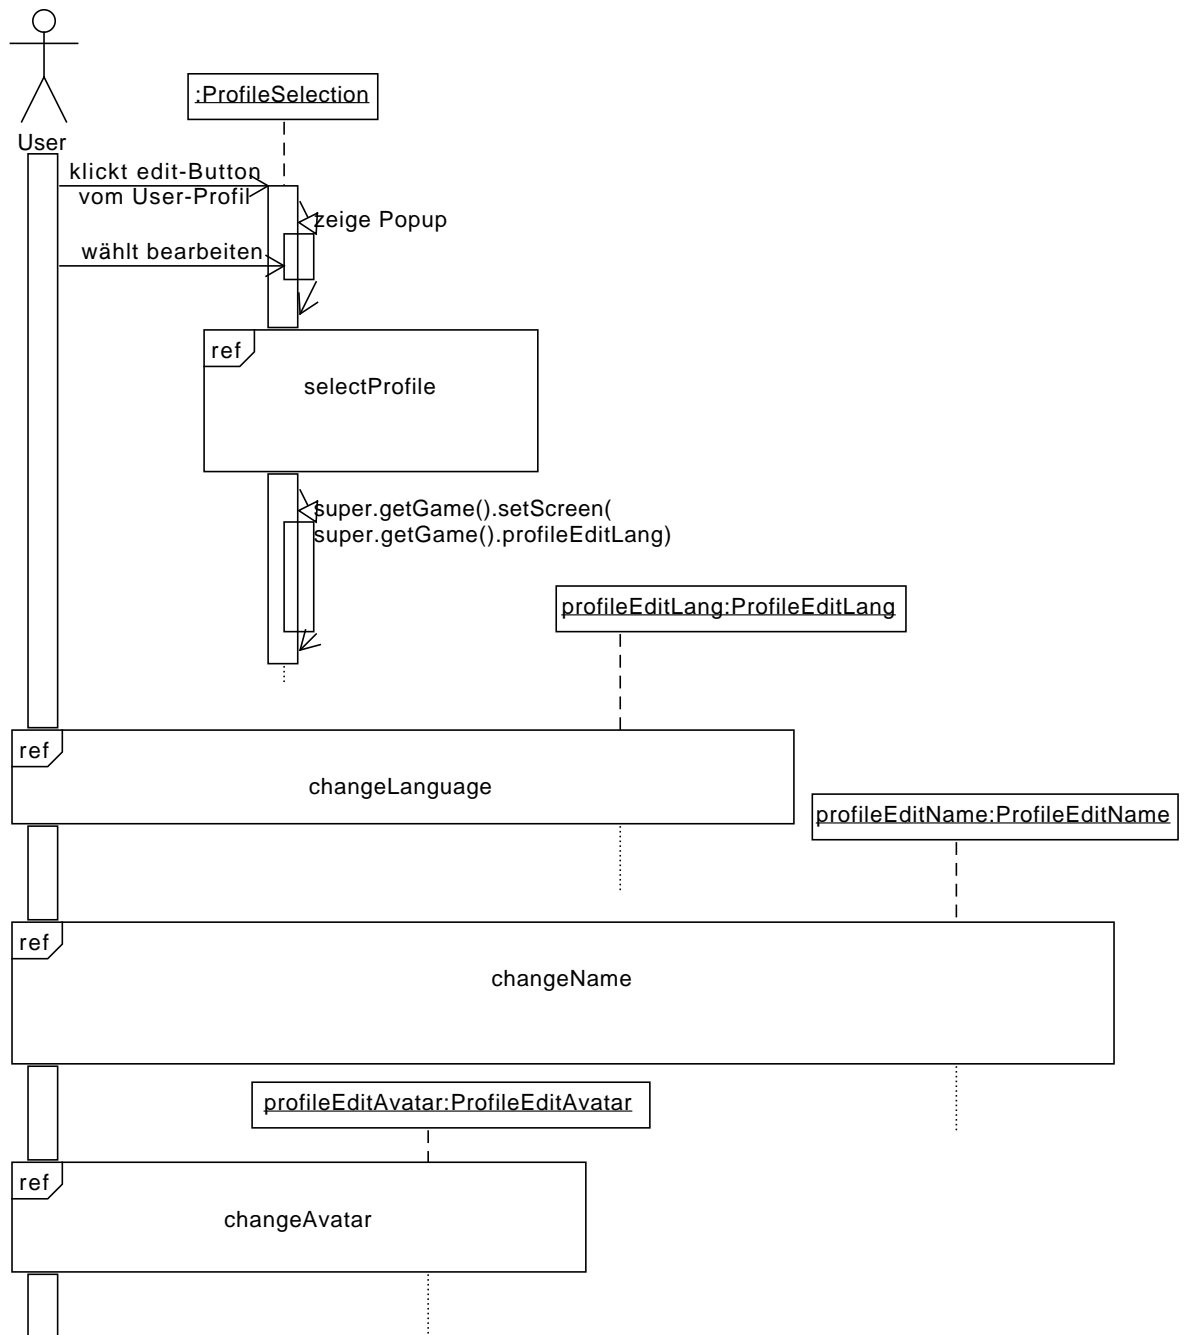 :ProfileSelection
User
klickt edit-Button
vom User-Profil
zeige Popup
wählt bearbeiten
ref
selectProfile
super.getGame().setScreen(
super.getGame().profileEditLang)
profileEditLang:ProfileEditLang
ref
changeLanguage
profileEditName:ProfileEditName
ref
changeName
profileEditAvatar:ProfileEditAvatar
ref
changeAvatar